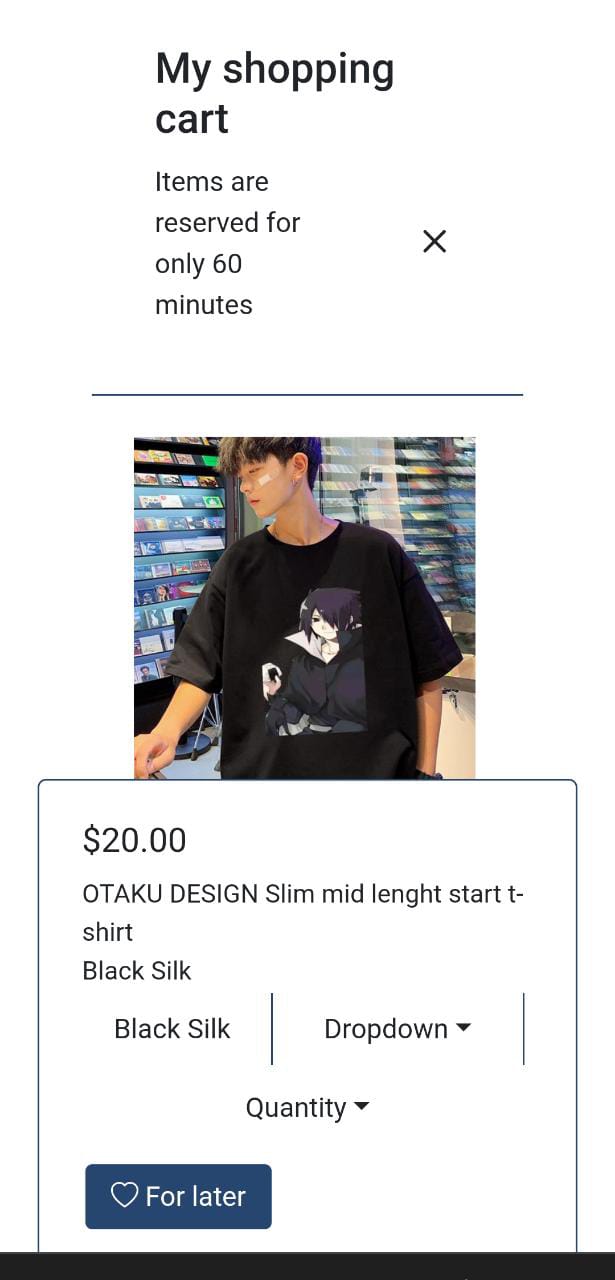 My shopping
cart
Items are
reserved for
only 60
minutes
$20.00
OTAKU DESIGN Slim mid lenght start t-
shirt
Black Silk
Black Silk
Dropdown
Quantity
For later